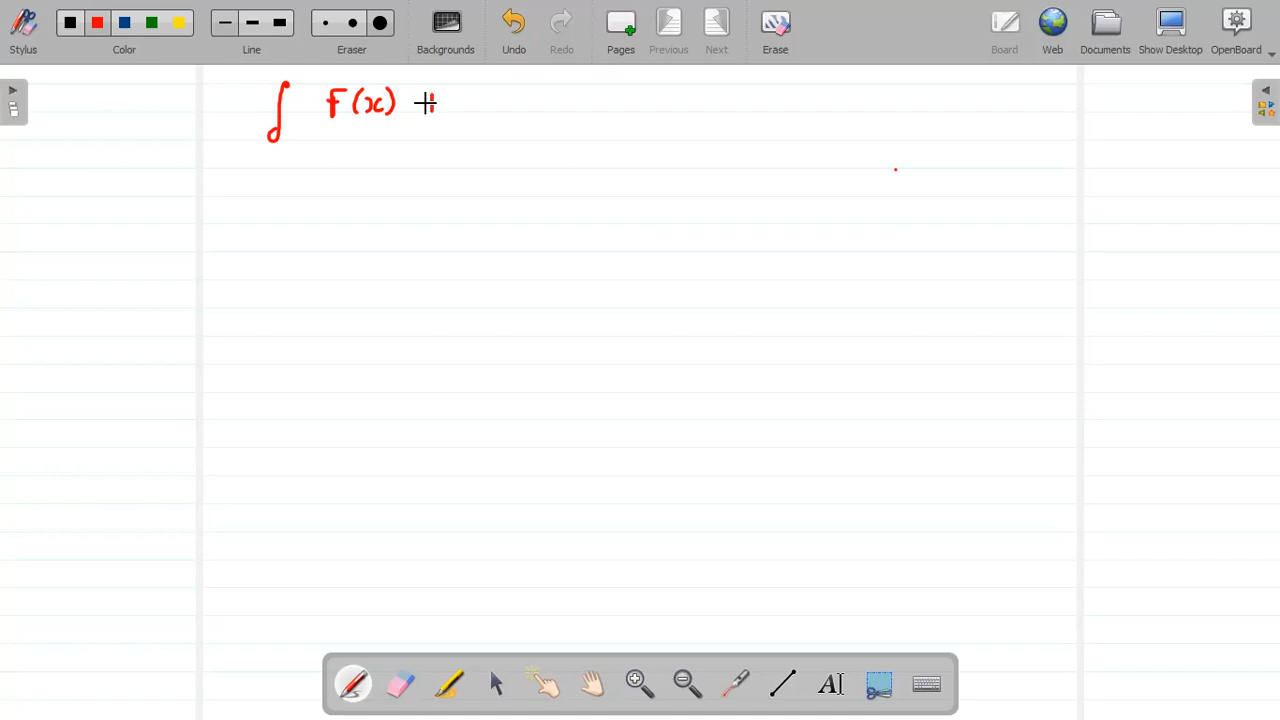 Stylus Color Line Eraser Backgrounds Undo Redo Pages Previous Next Erase Board Web Documents Show Desktop OpenBoard
∫ F(x)